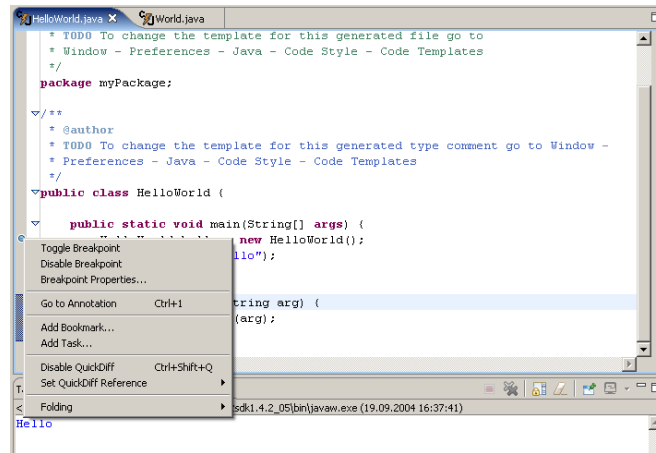 HelloWorld.java World.java
* TODO To change the template for this generated file go to
* Window - Preferences - Java - Code Style - Code Templates
*/
package myPackage;
/**
* @author
* TODO To change the template for this generated type comment go to Window -
* Preferences - Java - Code Style - Code Templates
*/
public class HelloWorld {
public static void main(String[] args) {
new HelloWorld();
Toggle Breakpoint
llo");
Disable Breakpoint
Breakpoint Properties...
Go to Annotation Ctrl+1
tring arg) {
(arg);
Add Bookmark...
Add Task...
Disable QuickDiff Ctrl+Shift+Q
Set QuickDiff Reference
Folding
sdk1.4.2_05\bin\javaw.exe (19.09.2004 16:37:41)
Hello